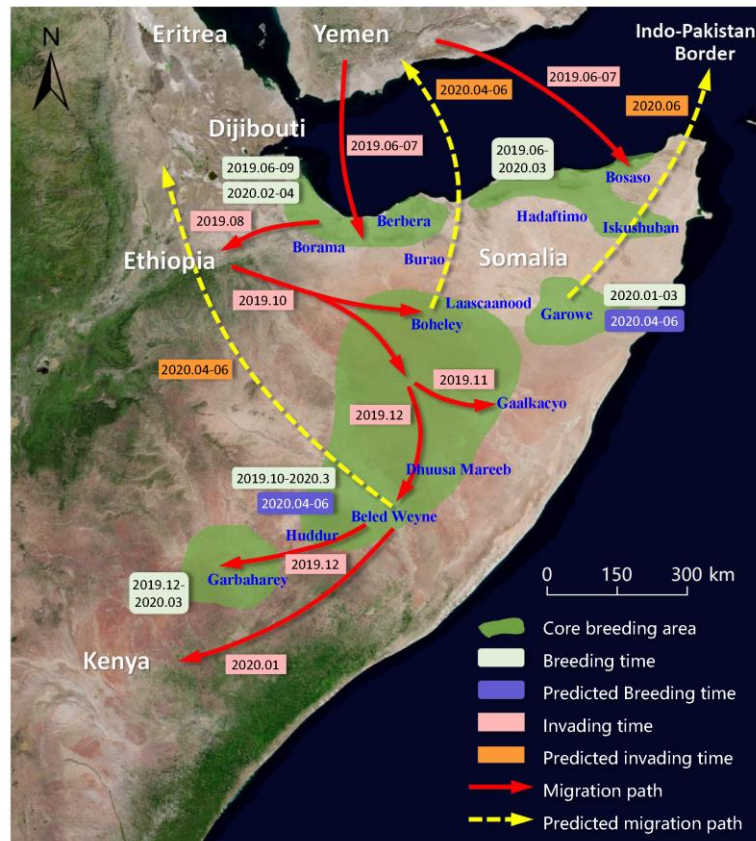 N
Eritrea
Yemen
Indo-Pakistan
Border
2020.04-06
2019.06-07
2020.06
Dijibouti
2019.06-07
2019.06-
2020.03
2019.06-09
2020.02-04
Bosaso
2019.08
Berbera
Hadaftimo
Iskushuban
Borama
Burao
Somalia
Ethiopia
2019.10
Laascaanood
2020.01-03
Boheley
Garowe
2020.04-06
2020.04-06
2019.11
Gaalkacyo
2019.12
Dhuusa Mareeb
2019.10-2020.3
2020.04-06
Beled Weyne
Huddur
2019.12
Garbaharey
2019.12-
2020.03
0 150 300 km
Kenya
2020.01
Core breeding area
Breeding time
Predicted Breeding time
Invading time
Predicted invading time
Migration path
Predicted migration path